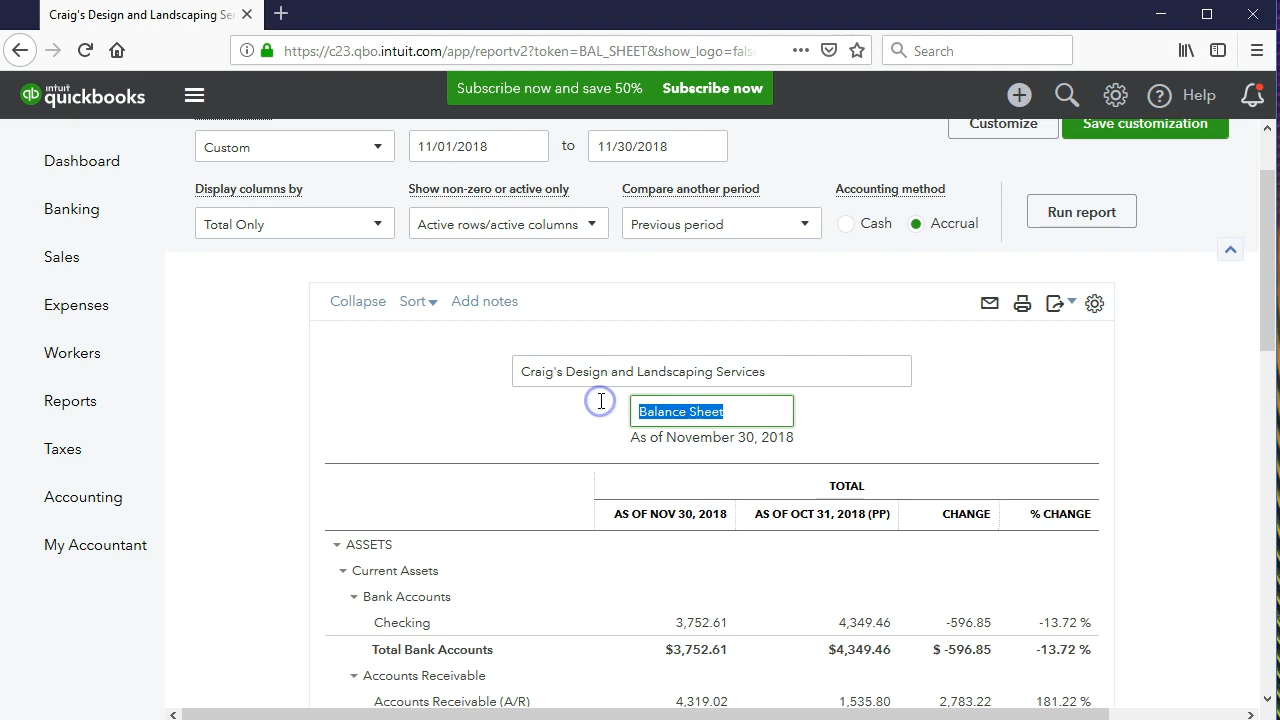 Craig's Design and Landscaping Se
https://c23.qbo.intuit.com/app/reportv2?token=BAL_SHEET&show_logo=fals
Search
intuit quickbooks
Subscribe now and save 50% Subscribe now
Help
Customize
Save customization
Custom
11/01/2018
to
11/30/2018
Display columns by
Show non-zero or active only
Compare another period
Accounting method
Total Only
Active rows/active columns
Previous period
Cash
Accrual
Run report
Dashboard
Banking
Sales
Expenses
Workers
Reports
Taxes
Accounting
My Accountant
Collapse Sort Add notes
Craig's Design and Landscaping Services
Balance Sheet
As of November 30, 2018
TOTAL
AS OF NOV 30, 2018 AS OF OCT 31, 2018 (PP) CHANGE % CHANGE
ASSETS
Current Assets
Bank Accounts
Checking 3,752.61 4,349.46 -596.85 -13.72 %
Total Bank Accounts $3,752.61 $4,349.46 $ -596.85 -13.72 %
Accounts Receivable
Accounts Receivable (A/R) 4,319.02 1,535.80 2,783.22 181.22 %